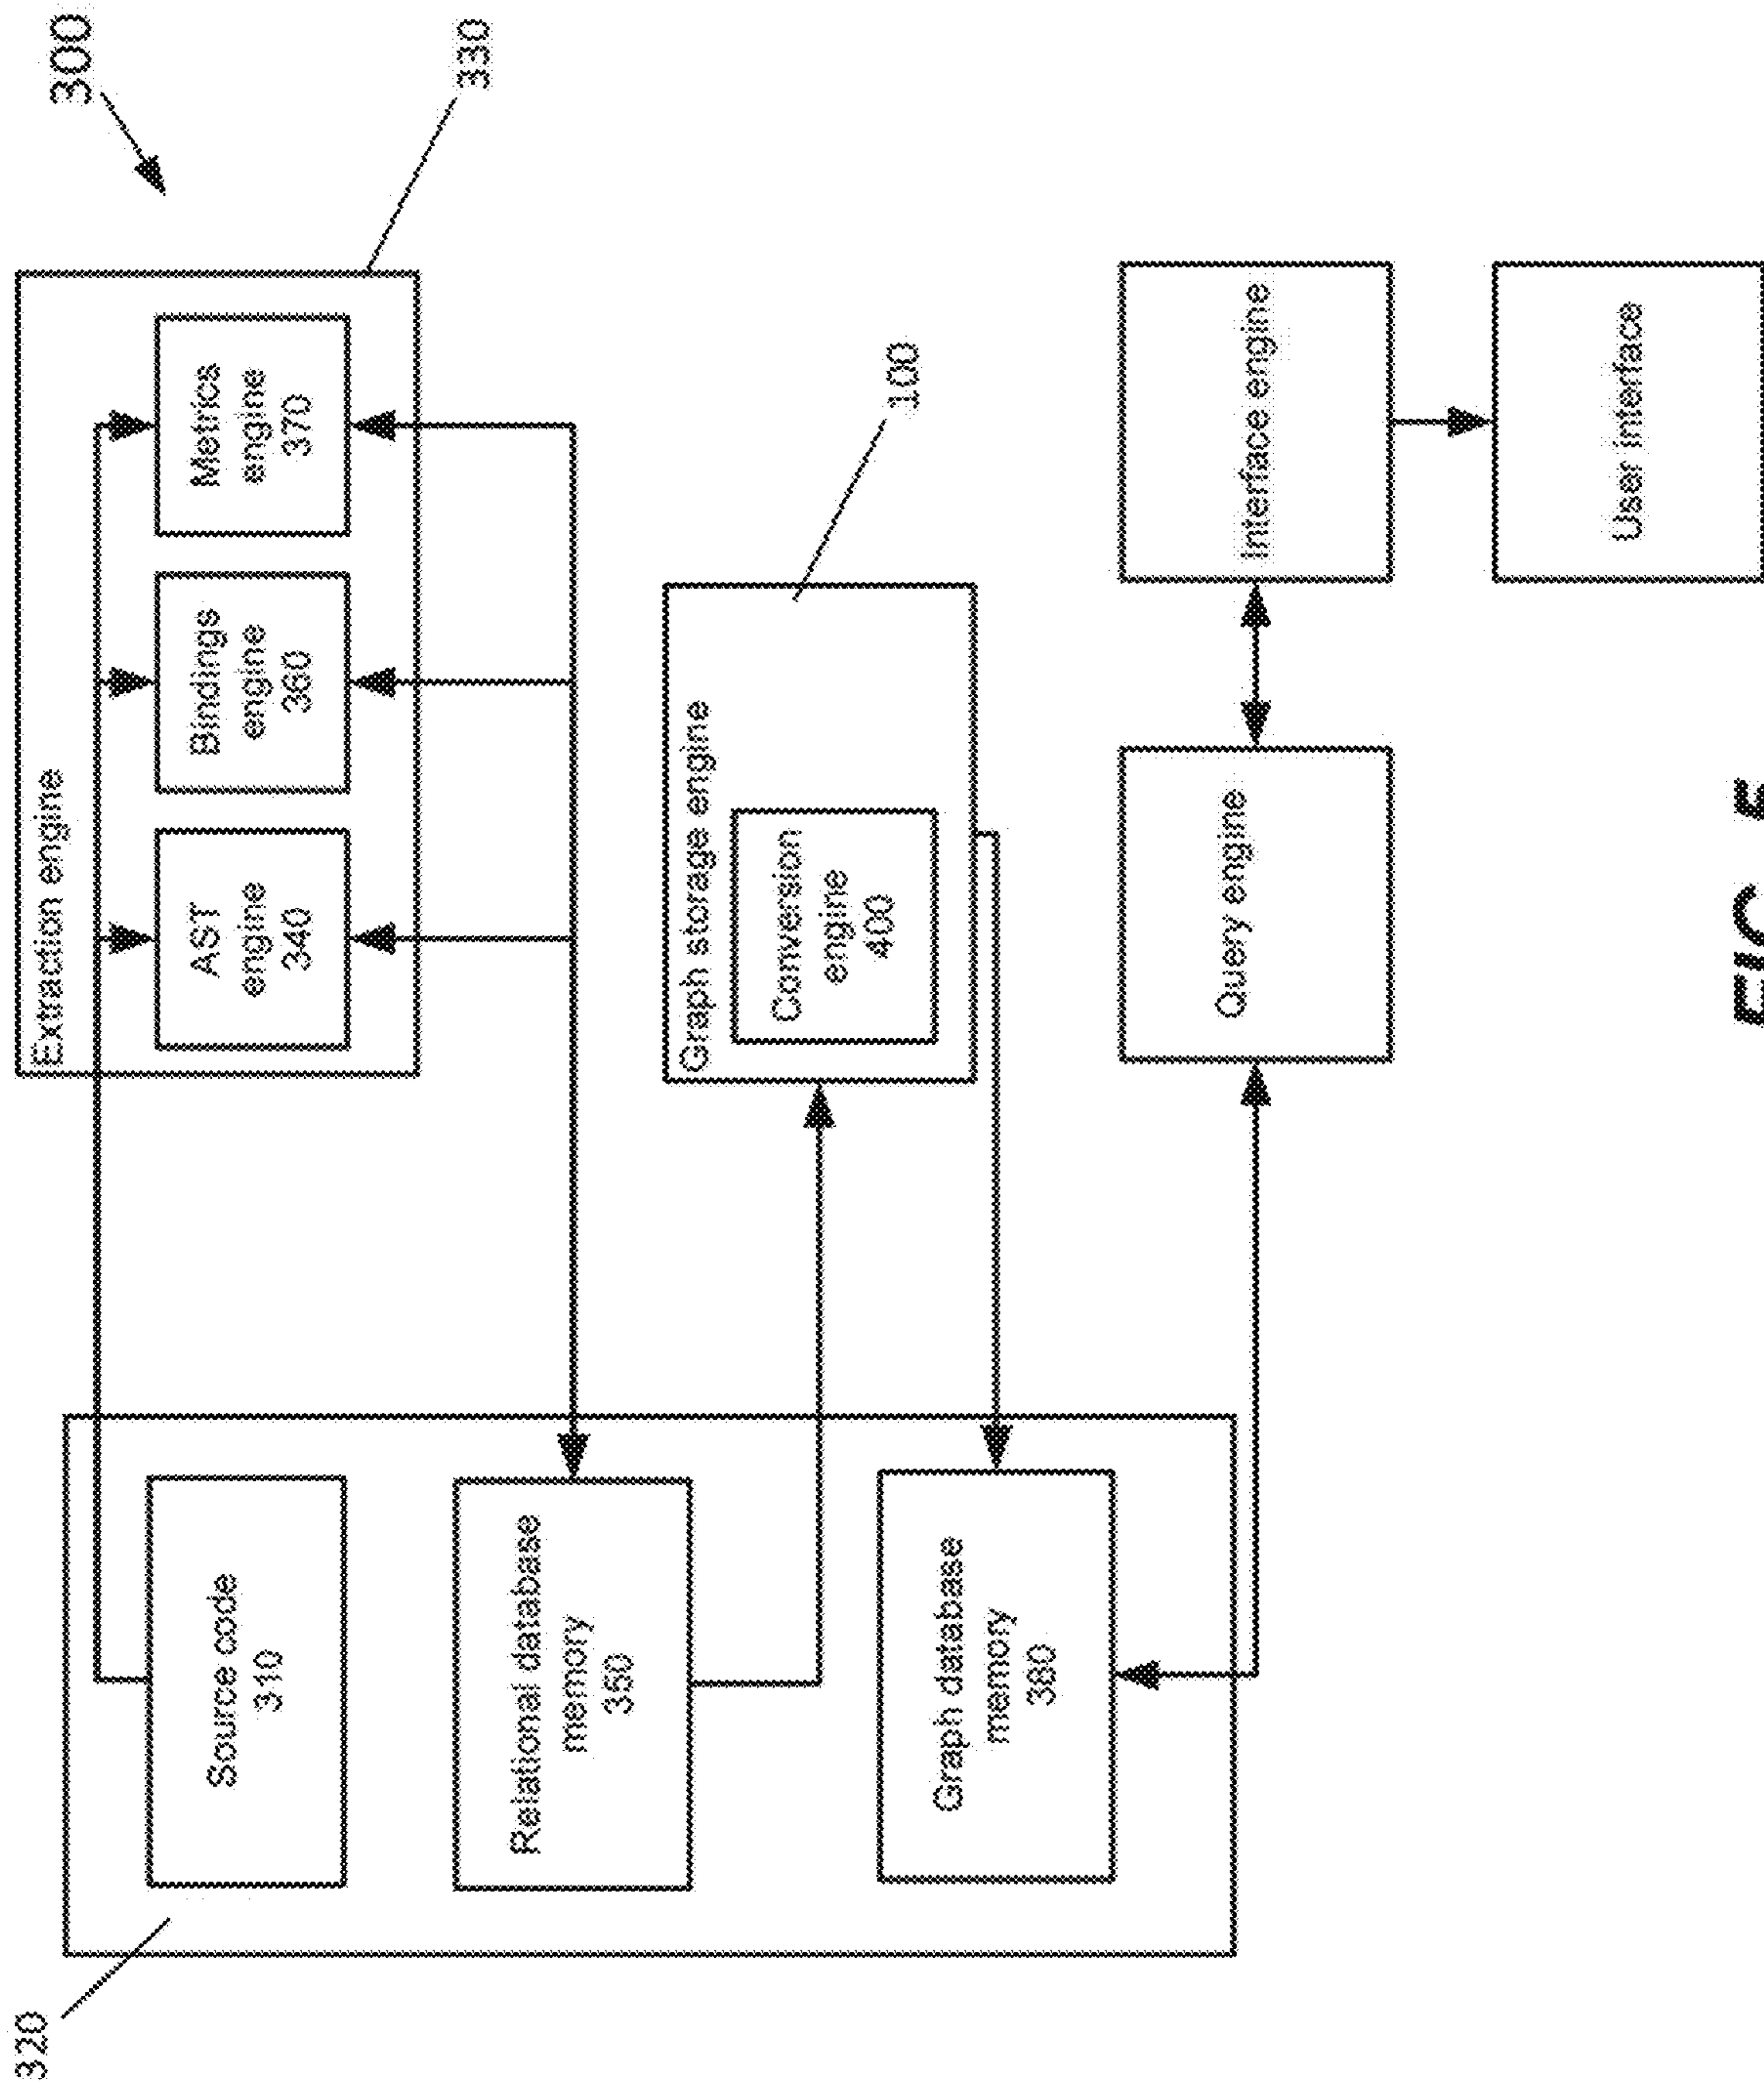 300
320
330
Extraction engine
Source code
310
AST
engine
340
Bindings
engine
360
Metrics
engine
370
Relational database
memory
350
Graph storage engine
100
Conversion
engine
400
Graph database
memory
380
Query engine
Interface engine
User interface